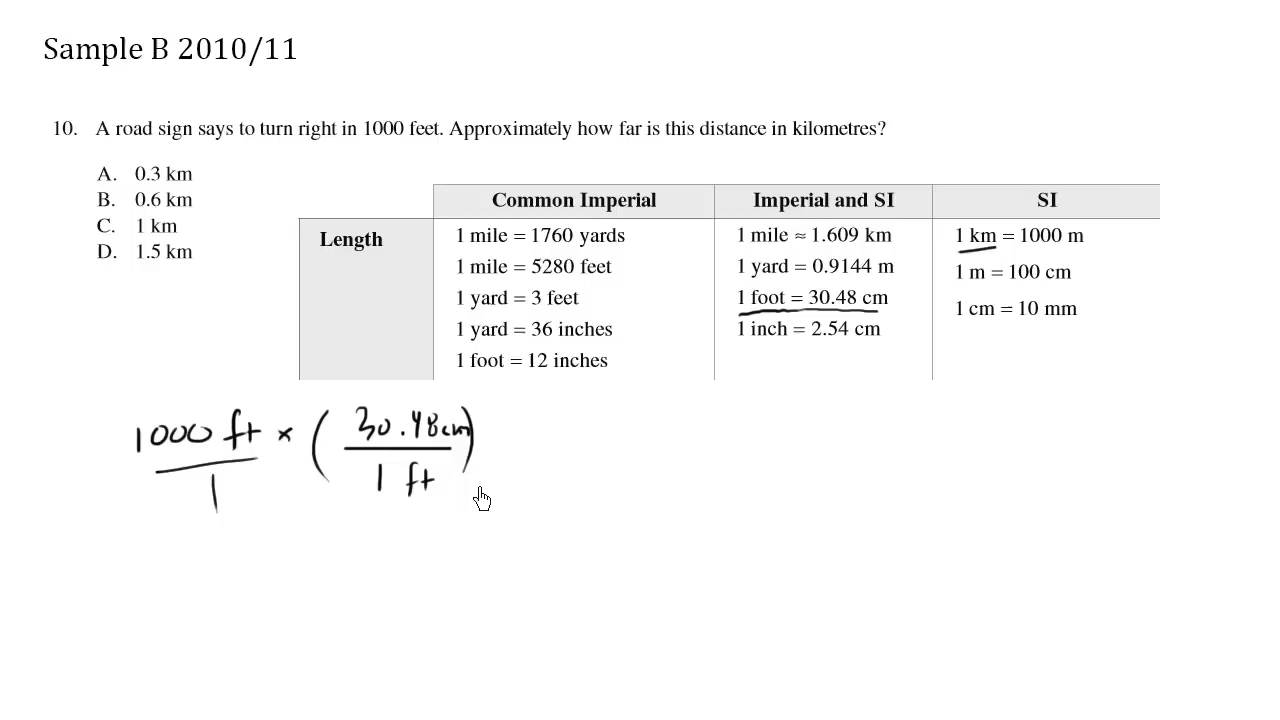 Sample B 2010/11
10. A road sign says to turn right in 1000 feet. Approximately how far is this distance in kilometres?
A. 0.3 km
B. 0.6 km
C. 1 km
D. 1.5 km
Common Imperial Imperial and SI SI
Length
1 mile = 1760 yards
1 mile = 5280 feet
1 yard = 3 feet
1 yard = 36 inches
1 foot = 12 inches
1 mile ≈ 1.609 km
1 yard = 0.9144 m
1 foot = 30.48 cm
1 inch = 2.54 cm
1 km = 1000 m
1 m = 100 cm
1 cm = 10 mm
1000 ft × ( 30.48cm )
1 1 ft